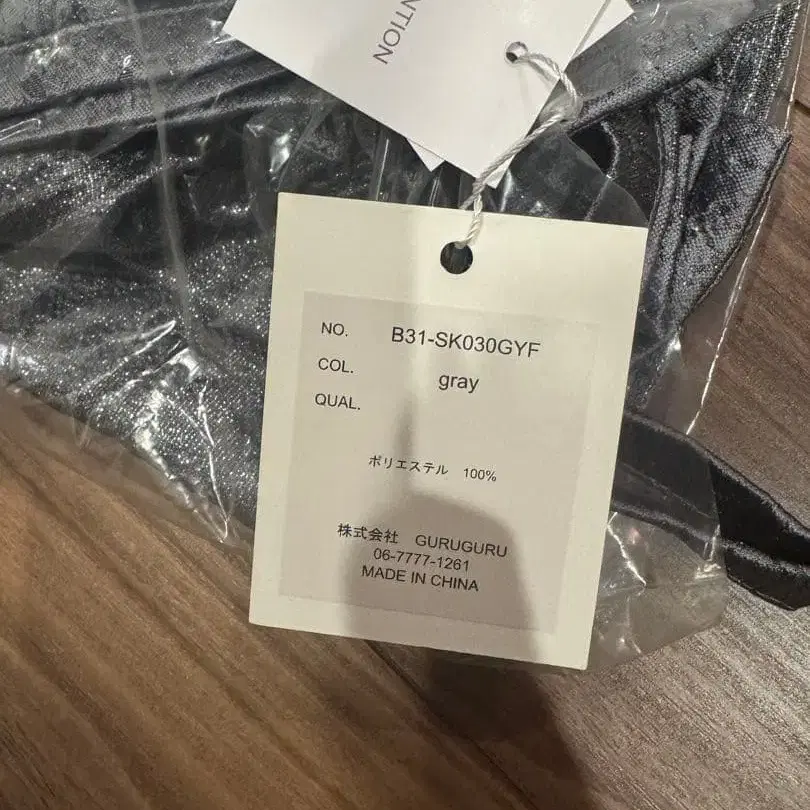 NTION
NO. B31-SK030GYF
COL. gray
QUAL.
ポリエステル 100%
株式会社 GURUGURU
06-7777-1261
MADE IN CHINA